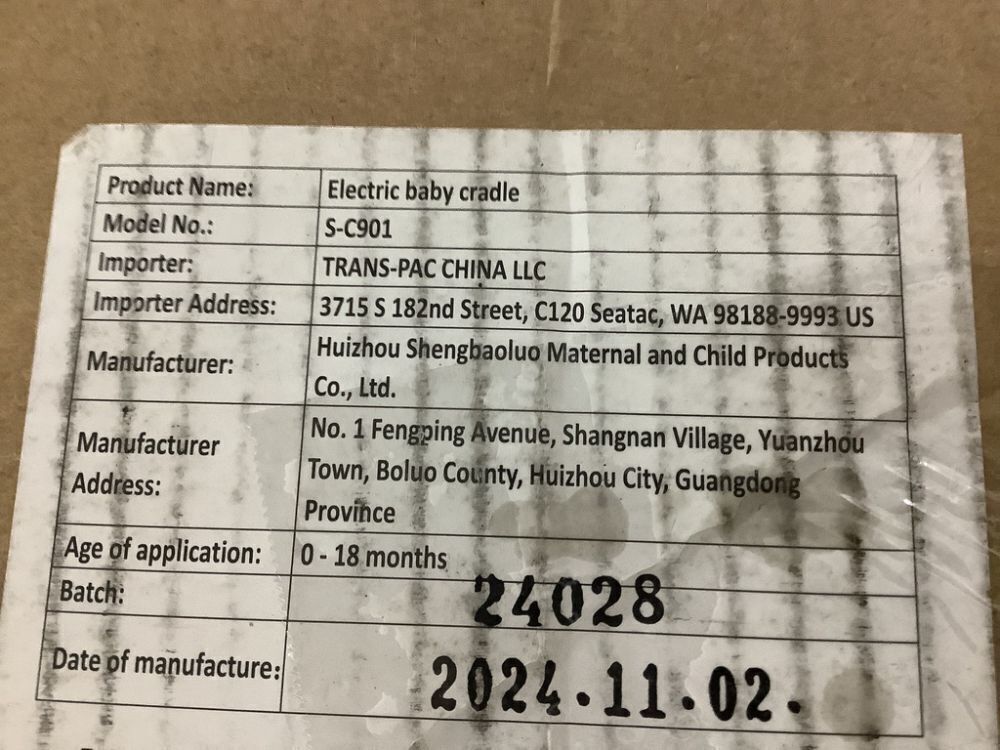 Product Name: Electric baby cradle
Model No.: S-C901
Importer: TRANS-PAC CHINA LLC
Importer Address: 3715 S 182nd Street, C120 Seatac, WA 98188-9993 US
Manufacturer: Huizhou Shengbaoluo Maternal and Child Products
Co., Ltd.
Manufacturer
Address:
No. 1 Fengping Avenue, Shangnan Village, Yuanzhou
Town, Boluo County, Huizhou City, Guangdong
Province
Age of application: 0 - 18 months
Batch: 24028
Date of manufacture: 2024.11.02.